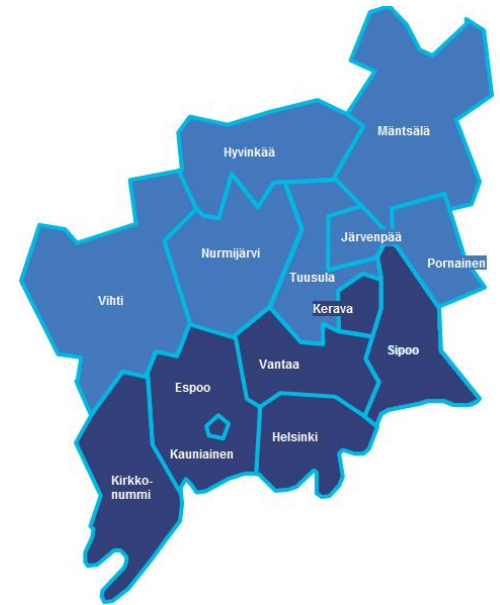 Mäntsälä
Hyvinkää
Järvenpää
Nurmijärvi
Pornainen
Tuusula
Vihti
Kerava
Sipoo
Vantaa
Espoo
Helsinki
Kauniainen
Kirkko-
nummi